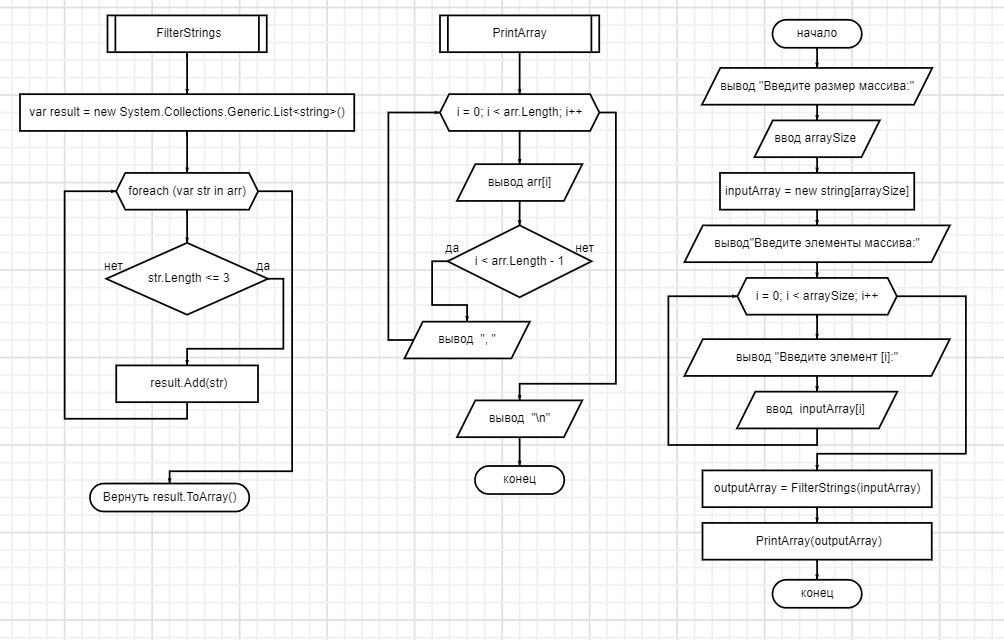 FilterStrings
var result = new System.Collections.Generic.List<string>()
foreach (var str in arr)
нет
да
str.Length <= 3
result.Add(str)
Вернуть result.ToArray()
PrintArray
i = 0; i < arr.Length; i++
вывод arr[i]
да
нет
i < arr.Length - 1
вывод ", "
вывод "\n"
конец
начало
вывод "Введите размер массива:"
ввод arraySize
inputArray = new string[arraySize]
вывод"Введите элементы массива:"
i = 0; i < arraySize; i++
вывод "Введите элемент [i]:"
ввод inputArray[i]
outputArray = FilterStrings(inputArray)
PrintArray(outputArray)
конец